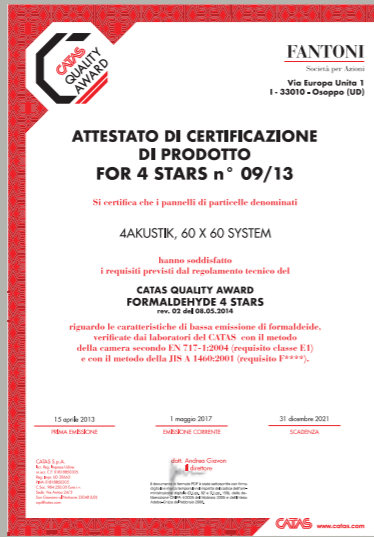 CATAS
QUALITY
AWARD
FANTONI
Società per Azioni
Via Europa Unita 1
I - 33010 - Osoppo (UD)
ATTESTATO DI CERTIFICAZIONE
DI PRODOTTO
FOR 4 STARS n° 09/13
Si certifica che i pannelli di particelle denominati
4AKUSTIK, 60 X 60 SYSTEM
hanno soddisfatto
i requisiti previsti dal regolamento tecnico del
CATAS QUALITY AWARD
FORMALDEHYDE 4 STARS
rev. 02 del 08.05.2014
riguardo le caratteristiche di bassa emissione di formaldeide,
verificate dai laboratori del CATAS con il metodo
della camera secondo EN 717-1:2004 (requisito classe E1)
e con il metodo della JIS A 1460:2001 (requisito F****).
15 aprile 2013
1 maggio 2017
31 dicembre 2021
PRIMA EMISSIONE
EMISSIONE CORRENTE
SCADENZA
CATAS S.p.A.
dott. Andrea Giavon
Il direttore
CATAS
www.catas.com